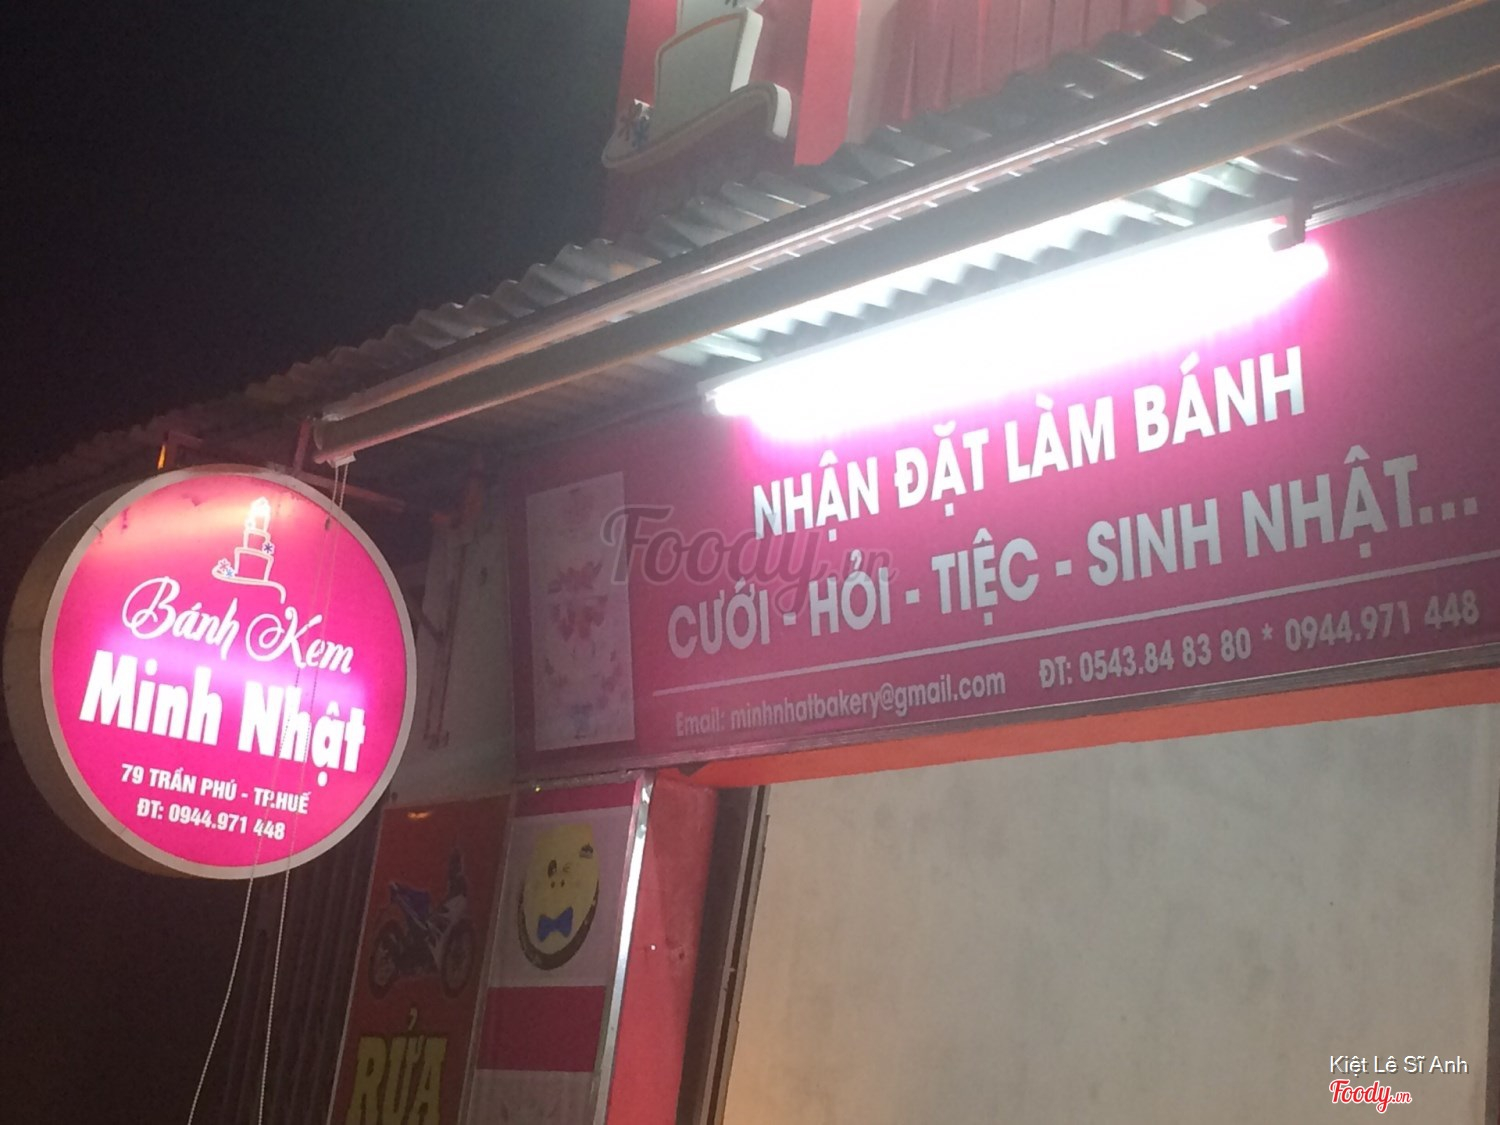 Bánh Kem
Minh Nhật
79 TRẦN PHÚ - TP.HUẾ
ĐT: 0944.971 448
NHẬN ĐẶT LÀM BÁNH
CƯỚI - HỎI - TIỆC - SINH NHẬT...
Email: minhnhatbakery@gmail.com ĐT: 0543.84 83 80 * 0944.971 448
Foody.vn
RỬA
Kiệt Lê Sĩ Anh
Foody.vn